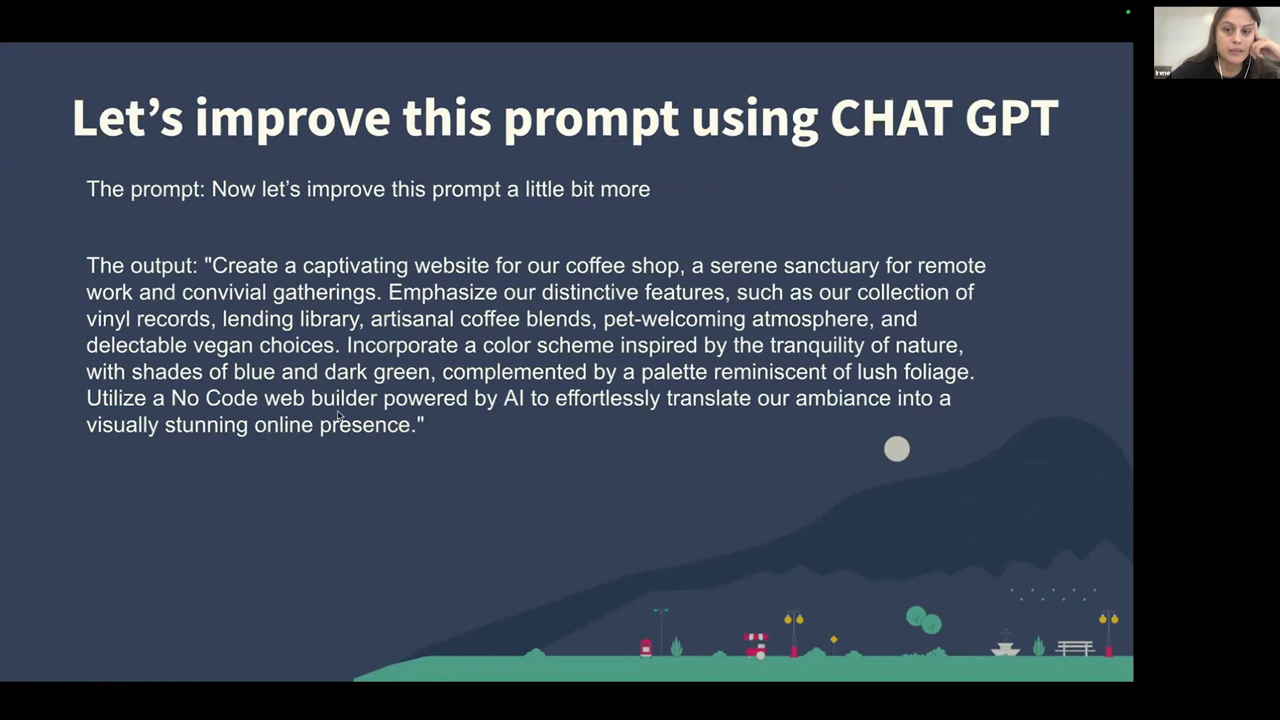 Let's improve this prompt using CHAT GPT
Irene
The prompt: Now let's improve this prompt a little bit more
The output: "Create a captivating website for our coffee shop, a serene sanctuary for remote
work and convivial gatherings. Emphasize our distinctive features, such as our collection of
vinyl records, lending library, artisanal coffee blends, pet-welcoming atmosphere, and
delectable vegan choices. Incorporate a color scheme inspired by the tranquility of nature,
with shades of blue and dark green, complemented by a palette reminiscent of lush foliage.
Utilize a No Code web builder powered by AI to effortlessly translate our ambiance into a
visually stunning online presence."